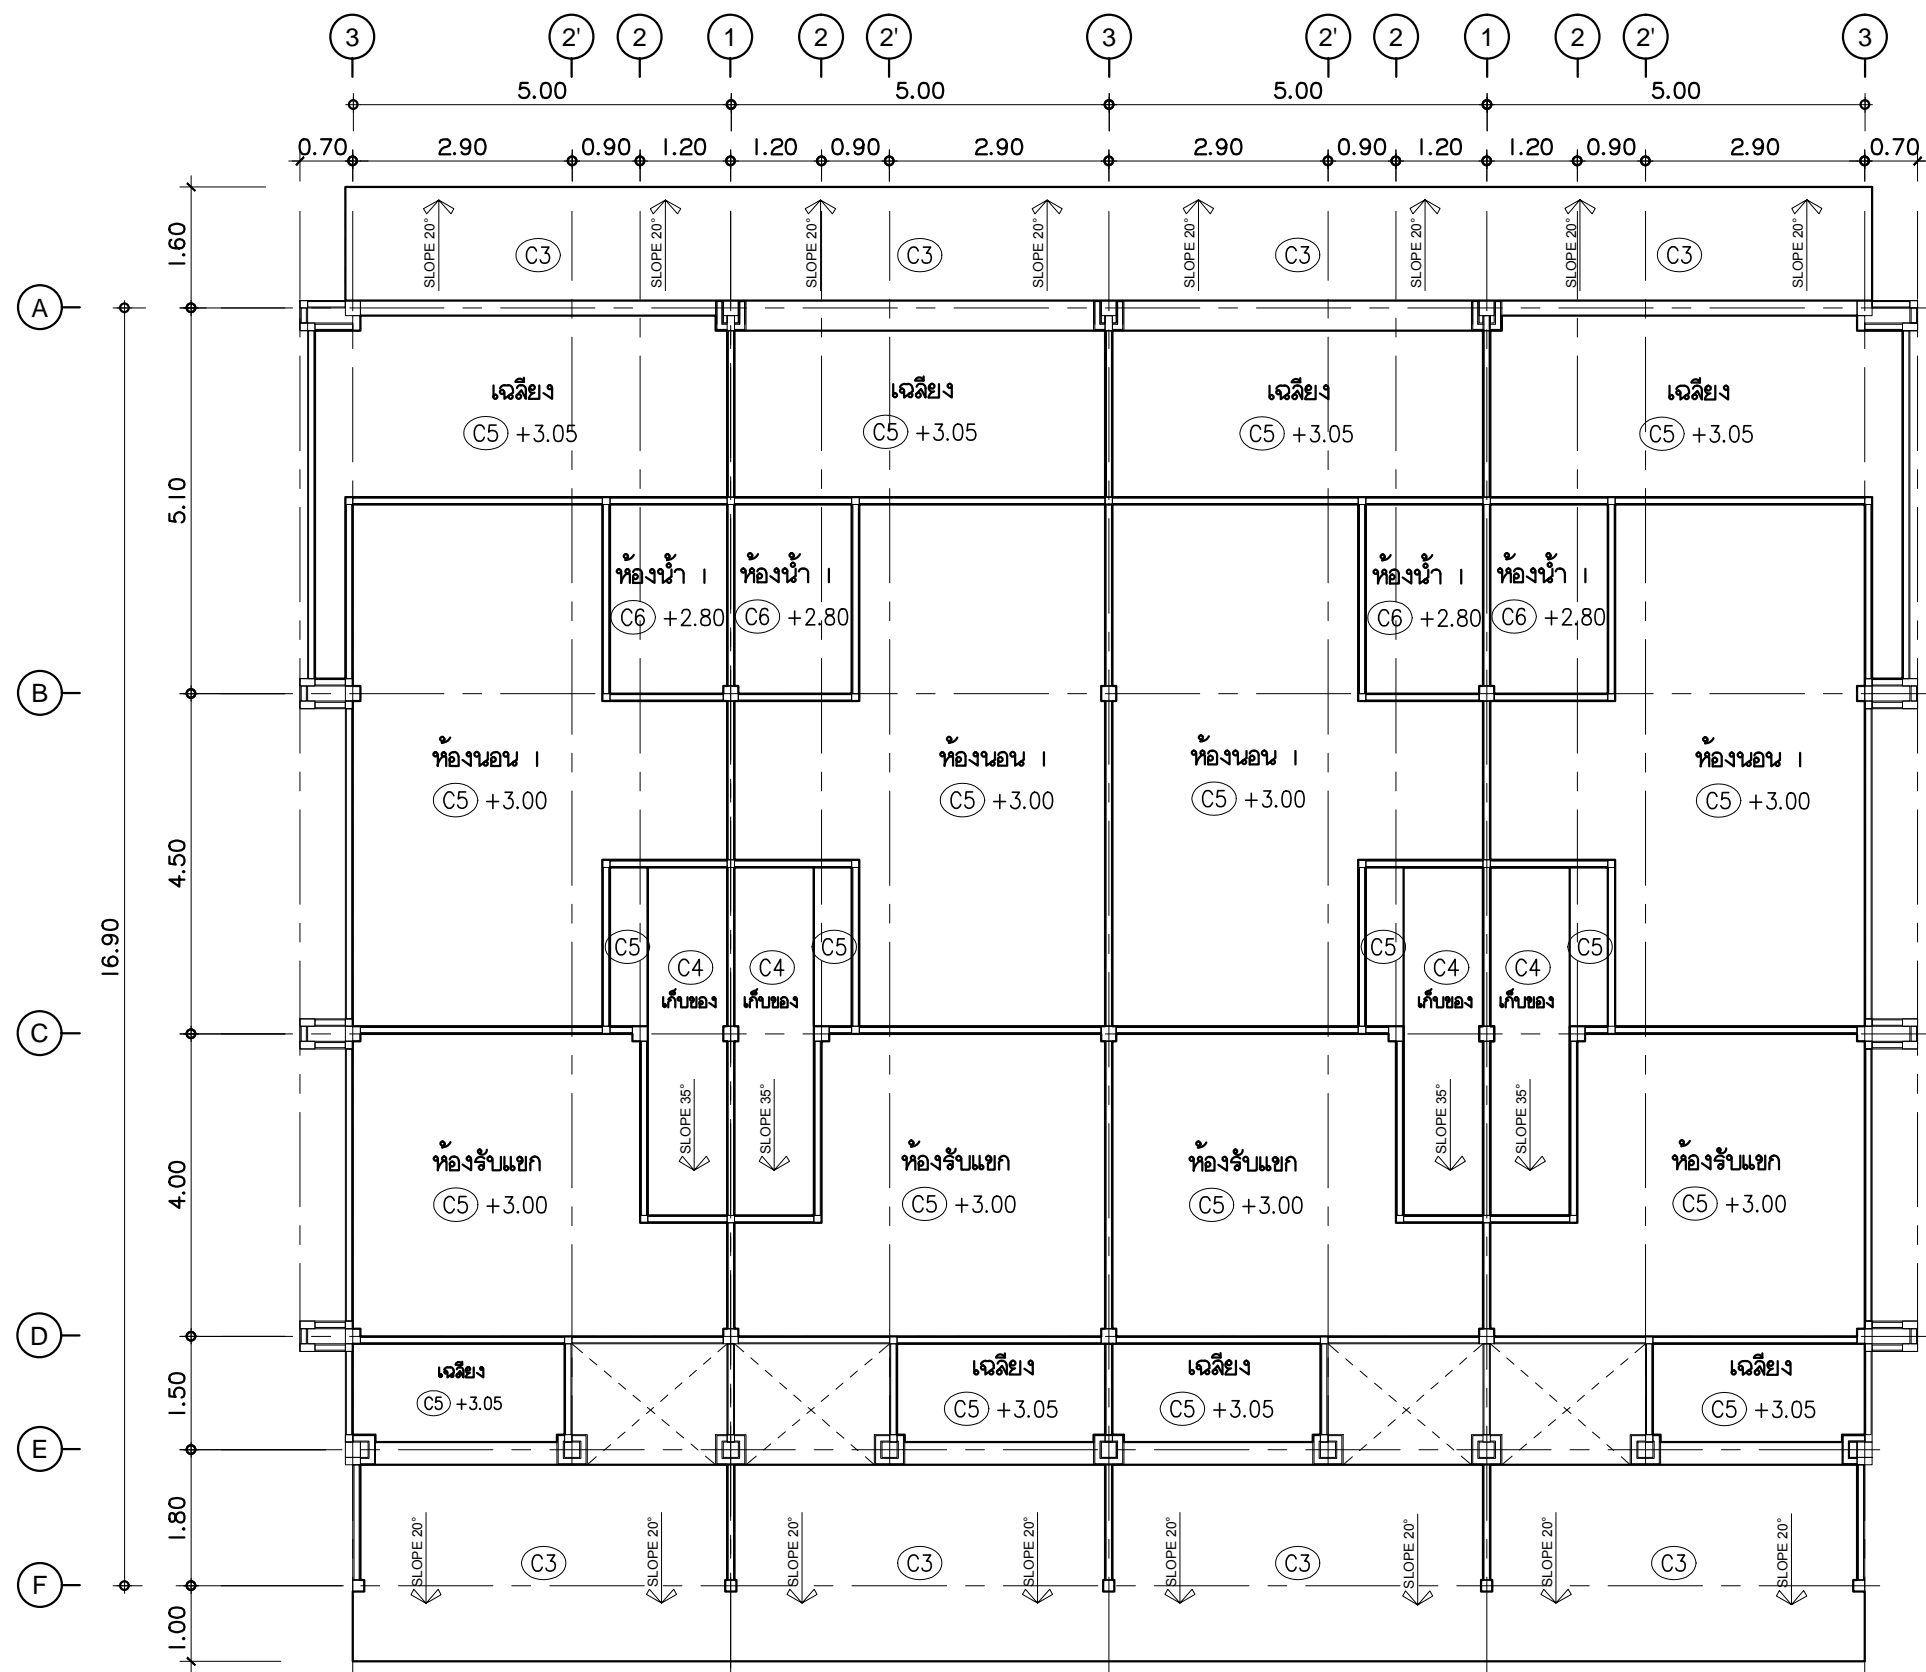 3 2' 2 1 2 2' 3 2' 2 1 2 2' 3
5.00 5.00 5.00 5.00
0.70 2.90 0.90 1.20 1.20 0.90 2.90 2.90 0.90 1.20 1.20 0.90 2.90 0.70
1.60
SLOPE 20° SLOPE 20° SLOPE 20° SLOPE 20° SLOPE 20° SLOPE 20° SLOPE 20° SLOPE 20°
C3 C3 C3 C3
A
เฉลียง เฉลียง เฉลียง เฉลียง
C5 +3.05 C5 +3.05 C5 +3.05 C5 +3.05
5.10
ห้องน้ำ 1 ห้องน้ำ 1 ห้องน้ำ 1 ห้องน้ำ 1
C6 +2.80 C6 +2.80 C6 +2.80 C6 +2.80
B
ห้องนอน 1 ห้องนอน 1 ห้องนอน 1 ห้องนอน 1
C5 +3.00 C5 +3.00 C5 +3.00 C5 +3.00
4.50
16.90
C5 C5 C5 C5
C4 C4 C4 C4
เก็บของ เก็บของ เก็บของ เก็บของ
C
SLOPE 35° SLOPE 35° SLOPE 35° SLOPE 35°
4.00
ห้องรับแขก ห้องรับแขก ห้องรับแขก ห้องรับแขก
C5 +3.00 C5 +3.00 C5 +3.00 C5 +3.00
D
เฉลียง เฉลียง เฉลียง เฉลียง
1.50
C5 +3.05 C5 +3.05 C5 +3.05 C5 +3.05
E
1.80
SLOPE 20° SLOPE 20° SLOPE 20° SLOPE 20° SLOPE 20° SLOPE 20° SLOPE 20° SLOPE 20°
C3 C3 C3 C3
F
1.00